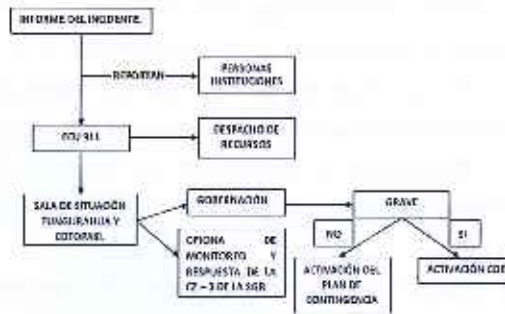 INFORME DEL INCIDENTE.
REPORTAN
PERSONAS
INSTITUCIONES
ECU 911
DESPACHO DE
RECURSOS
SALA DE SITUACIÓN
TUNGURAHUA Y
COTOPAXI.
GOBERNACIÓN
GRAVE
NO
SI
OFICINA DE
MONITOREO Y
RESPUESTA DE LA
CZ – 3 DE LA SGR
ACTIVACIÓN DEL
PLAN DE
CONTINGENCIA
ACTIVACIÓN COE